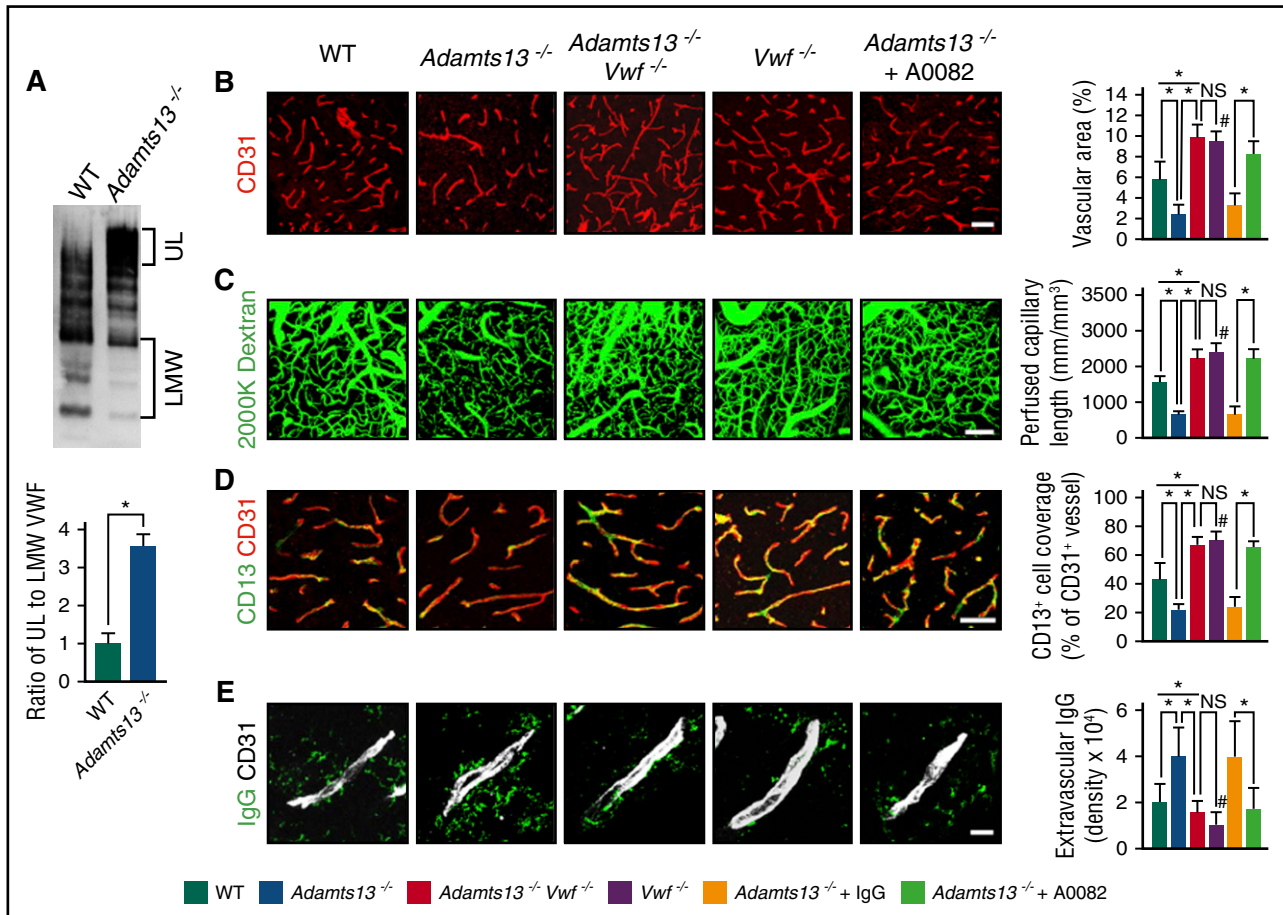 A
WT
Adamts13 -/-
UL
LMW
Ratio of UL to LMW VWF
4
3
2
1
0
*
WT
Adamts13 -/-
WT
Adamts13 -/-
Adamts13 -/-
Vwf -/-
Vwf -/-
Adamts13 -/-
+ A0082
B
CD31
Vascular area (%)
14
12
10
8
6
4
2
0
*
* * NS *
#
C
2000K Dextran
Perfused capillary
length (mm/mm³)
3500
3000
2000
1000
0
*
* * NS *
#
D
CD13 CD31
CD13⁺ cell coverage
(% of CD31⁺ vessel)
100
80
60
40
20
0
*
* * NS *
#
E
IgG CD31
Extravascular IgG
(density x 10⁴)
6
4
2
0
*
* * NS *
#
WT Adamts13 -/- Adamts13 -/- Vwf -/- Vwf -/- Adamts13 -/- + IgG Adamts13 -/- + A0082